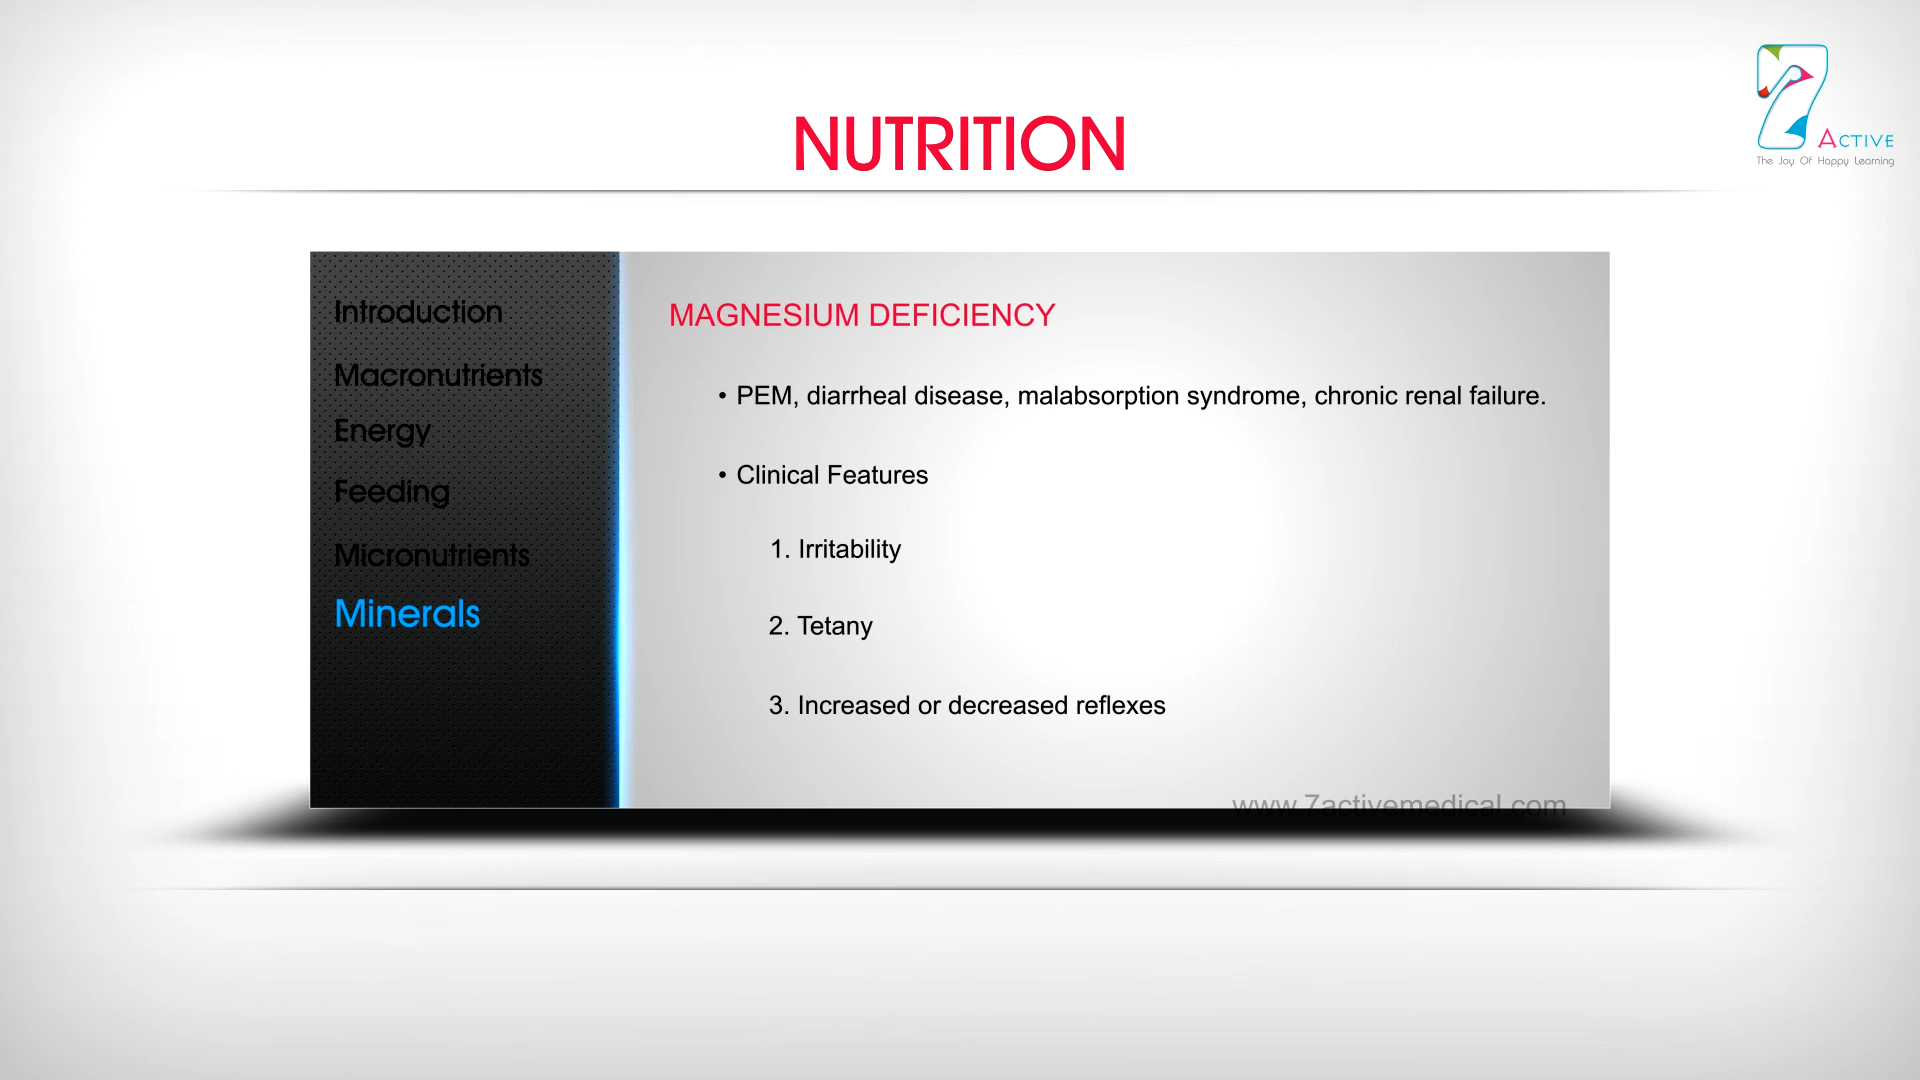 NUTRITION
7 ACTIVE
The Joy Of Happy Learning
Introduction
Macronutrients
Energy
Feeding
Micronutrients
Minerals
MAGNESIUM DEFICIENCY
• PEM, diarrheal disease, malabsorption syndrome, chronic renal failure.
• Clinical Features
1. Irritability
2. Tetany
3. Increased or decreased reflexes
www.7activemedical.com